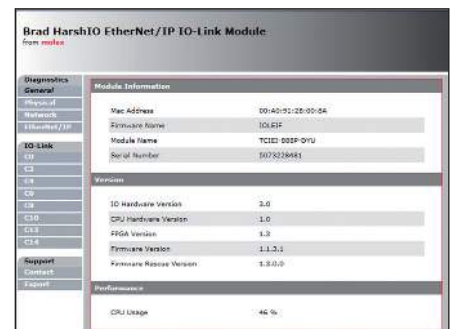 Brad HarshIO EtherNet/IP IO-Link Module
from molex
Diagnostics
General
Physical
Network
EtherNet/IP
IO-Link
C0
C2
C4
C6
C8
C10
C12
C14
Support
Contact
Export
Module Information
Mac Address 00:40:91:28:00:8A
Firmware Name IOLEIP
Module Name TCIEI-888P-DYU
Serial Number 5073228481
Version
IO Hardware Version 3.0
CPU Hardware Version 1.0
FPGA Version 1.3
Firmware Version 1.1.3.1
Firmware Rescue Version 1.3.0.0
Performance
CPU Usage 46 %